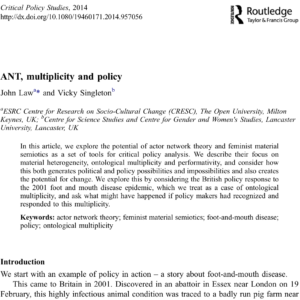 Critical Policy Studies, 2014
http://dx.doi.org/10.1080/19460171.2014.957056
Routledge
Taylor & Francis Group
ANT, multiplicity and policy
John Law a* and Vicky Singleton b
a ESRC Centre for Research on Socio-Cultural Change (CRESC), The Open University, Milton
Keynes, UK; b Centre for Science Studies and Centre for Gender and Women's Studies, Lancaster
University, Lancaster, UK
In this article, we explore the potential of actor network theory and feminist material
semiotics as a set of tools for critical policy analysis. We describe their focus on
material heterogeneity, ontological multiplicity and performativity, and consider how
this both generates political and policy possibilities and impossibilities and also creates
the potential for change. We explore this by considering the British policy response to
the 2001 foot and mouth disease epidemic, which we treat as a case of ontological
multiplicity, and ask what might have happened if policy makers had recognized and
responded to this multiplicity.
Keywords: actor network theory; feminist material semiotics; foot-and-mouth disease;
policy; ontological multiplicity
Introduction
We start with an example of policy in action – a story about foot-and-mouth disease.
This came to Britain in 2001. Discovered in an abattoir in Essex near London on 19
February, this highly infectious animal condition was traced to a badly run pig farm near